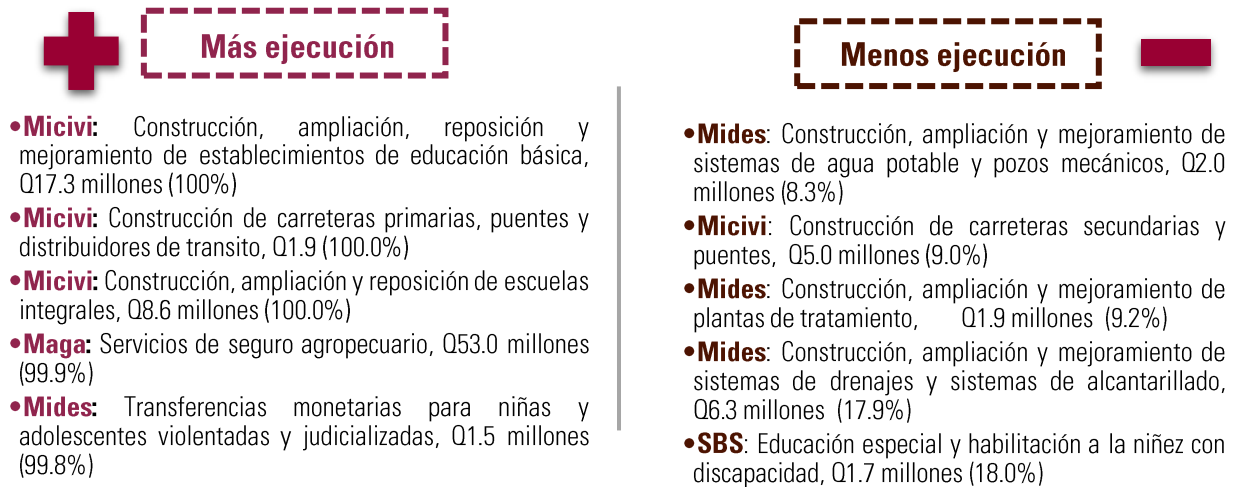 Más ejecución
•Micivi: Construcción, ampliación, reposición y
mejoramiento de establecimientos de educación básica,
Q17.3 millones (100%)
•Micivi: Construcción de carreteras primarias, puentes y
distribuidores de transito, Q1.9 (100.0%)
•Micivi: Construcción, ampliación y reposición de escuelas
integrales, Q8.6 millones (100.0%)
•Maga: Servicios de seguro agropecuario, Q53.0 millones
(99.9%)
•Mides: Transferencias monetarias para niñas y
adolescentes violentadas y judicializadas, Q1.5 millones
(99.8%)
Menos ejecución
•Mides: Construcción, ampliación y mejoramiento de
sistemas de agua potable y pozos mecánicos, Q2.0
millones (8.3%)
•Micivi: Construcción de carreteras secundarias y
puentes, Q5.0 millones (9.0%)
•Mides: Construcción, ampliación y mejoramiento de
plantas de tratamiento, Q1.9 millones (9.2%)
•Mides: Construcción, ampliación y mejoramiento de
sistemas de drenajes y sistemas de alcantarillado,
Q6.3 millones (17.9%)
•SBS: Educación especial y habilitación a la niñez con
discapacidad, Q1.7 millones (18.0%)